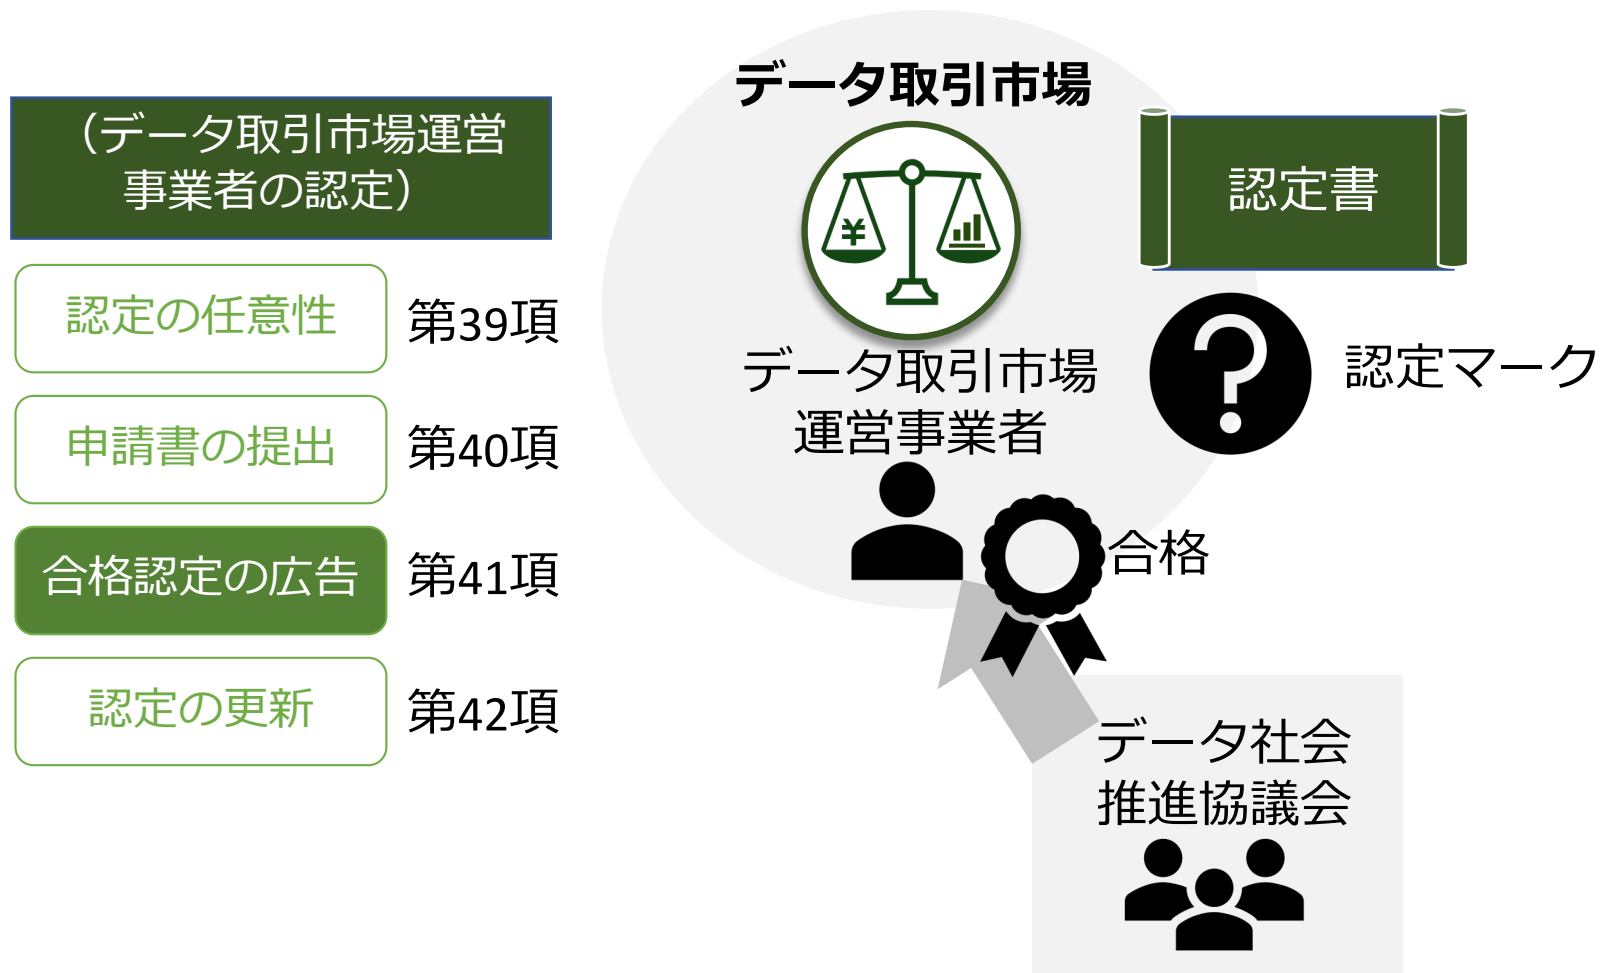 （データ取引市場運営
事業者の認定）
認定の任意性
第39項
申請書の提出
第40項
合格認定の広告
第41項
認定の更新
第42項
データ取引市場
¥
データ取引市場
運営事業者
認定書
?
認定マーク
合格
データ社会
推進協議会